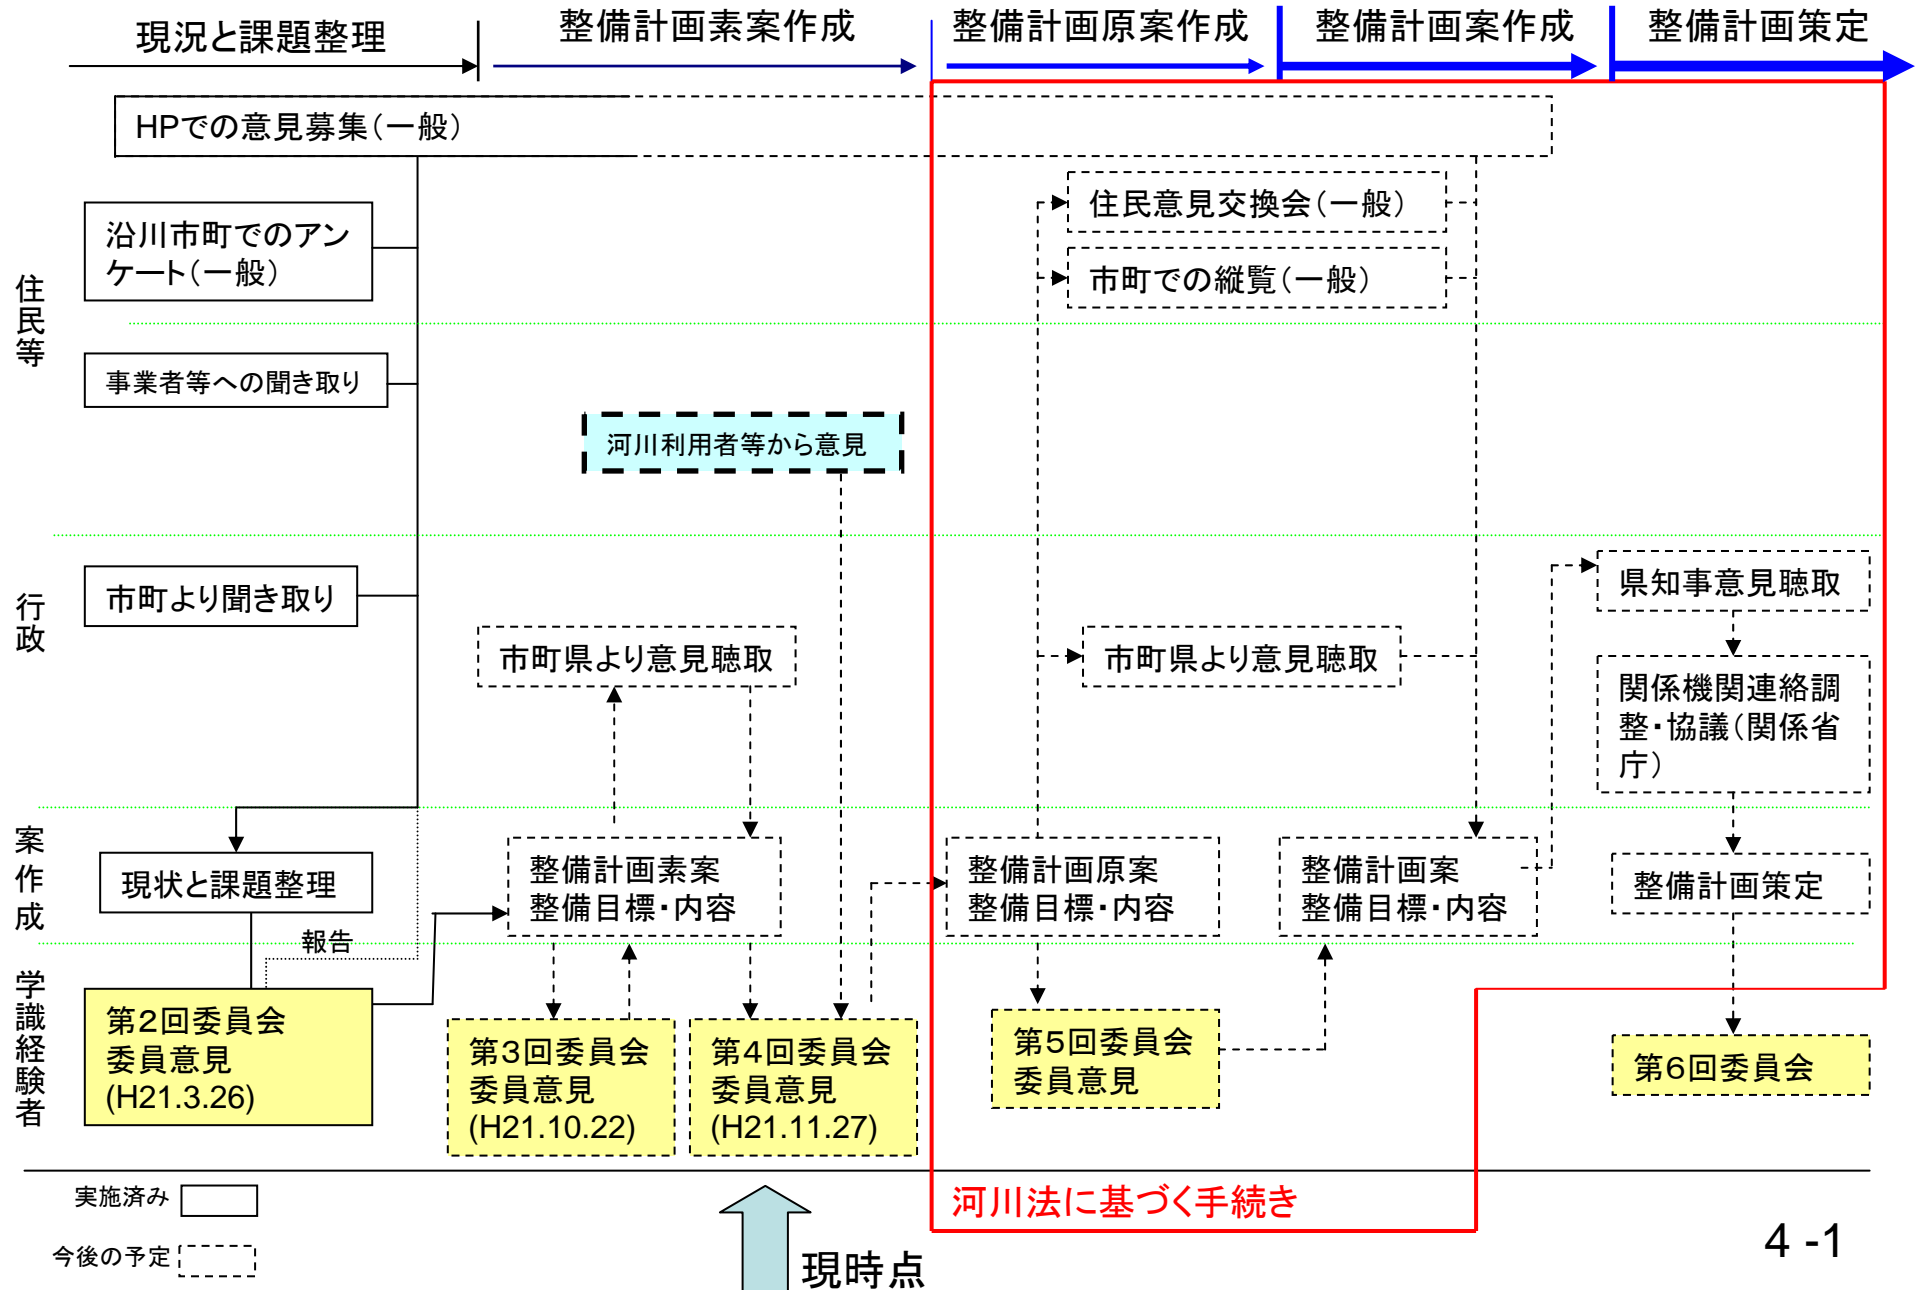 現況と課題整理
整備計画素案作成
整備計画原案作成
整備計画案作成
整備計画策定
HPでの意見募集(一般)
住民等
沿川市町でのアン
ケート(一般)
住民意見交換会(一般)
市町での縦覧(一般)
事業者等への聞き取り
河川利用者等から意見
行政
市町より聞き取り
市町県より意見聴取
市町県より意見聴取
県知事意見聴取
関係機関連絡調
整・協議(関係省
庁)
案作成
現状と課題整理
整備計画素案
整備目標・内容
整備計画原案
整備目標・内容
整備計画案
整備目標・内容
整備計画策定
報告
学識経験者
第2回委員会
委員意見
(H21.3.26)
第3回委員会
委員意見
(H21.10.22)
第4回委員会
委員意見
(H21.11.27)
第5回委員会
委員意見
第6回委員会
実施済み
今後の予定
現時点
河川法に基づく手続き
4 -1